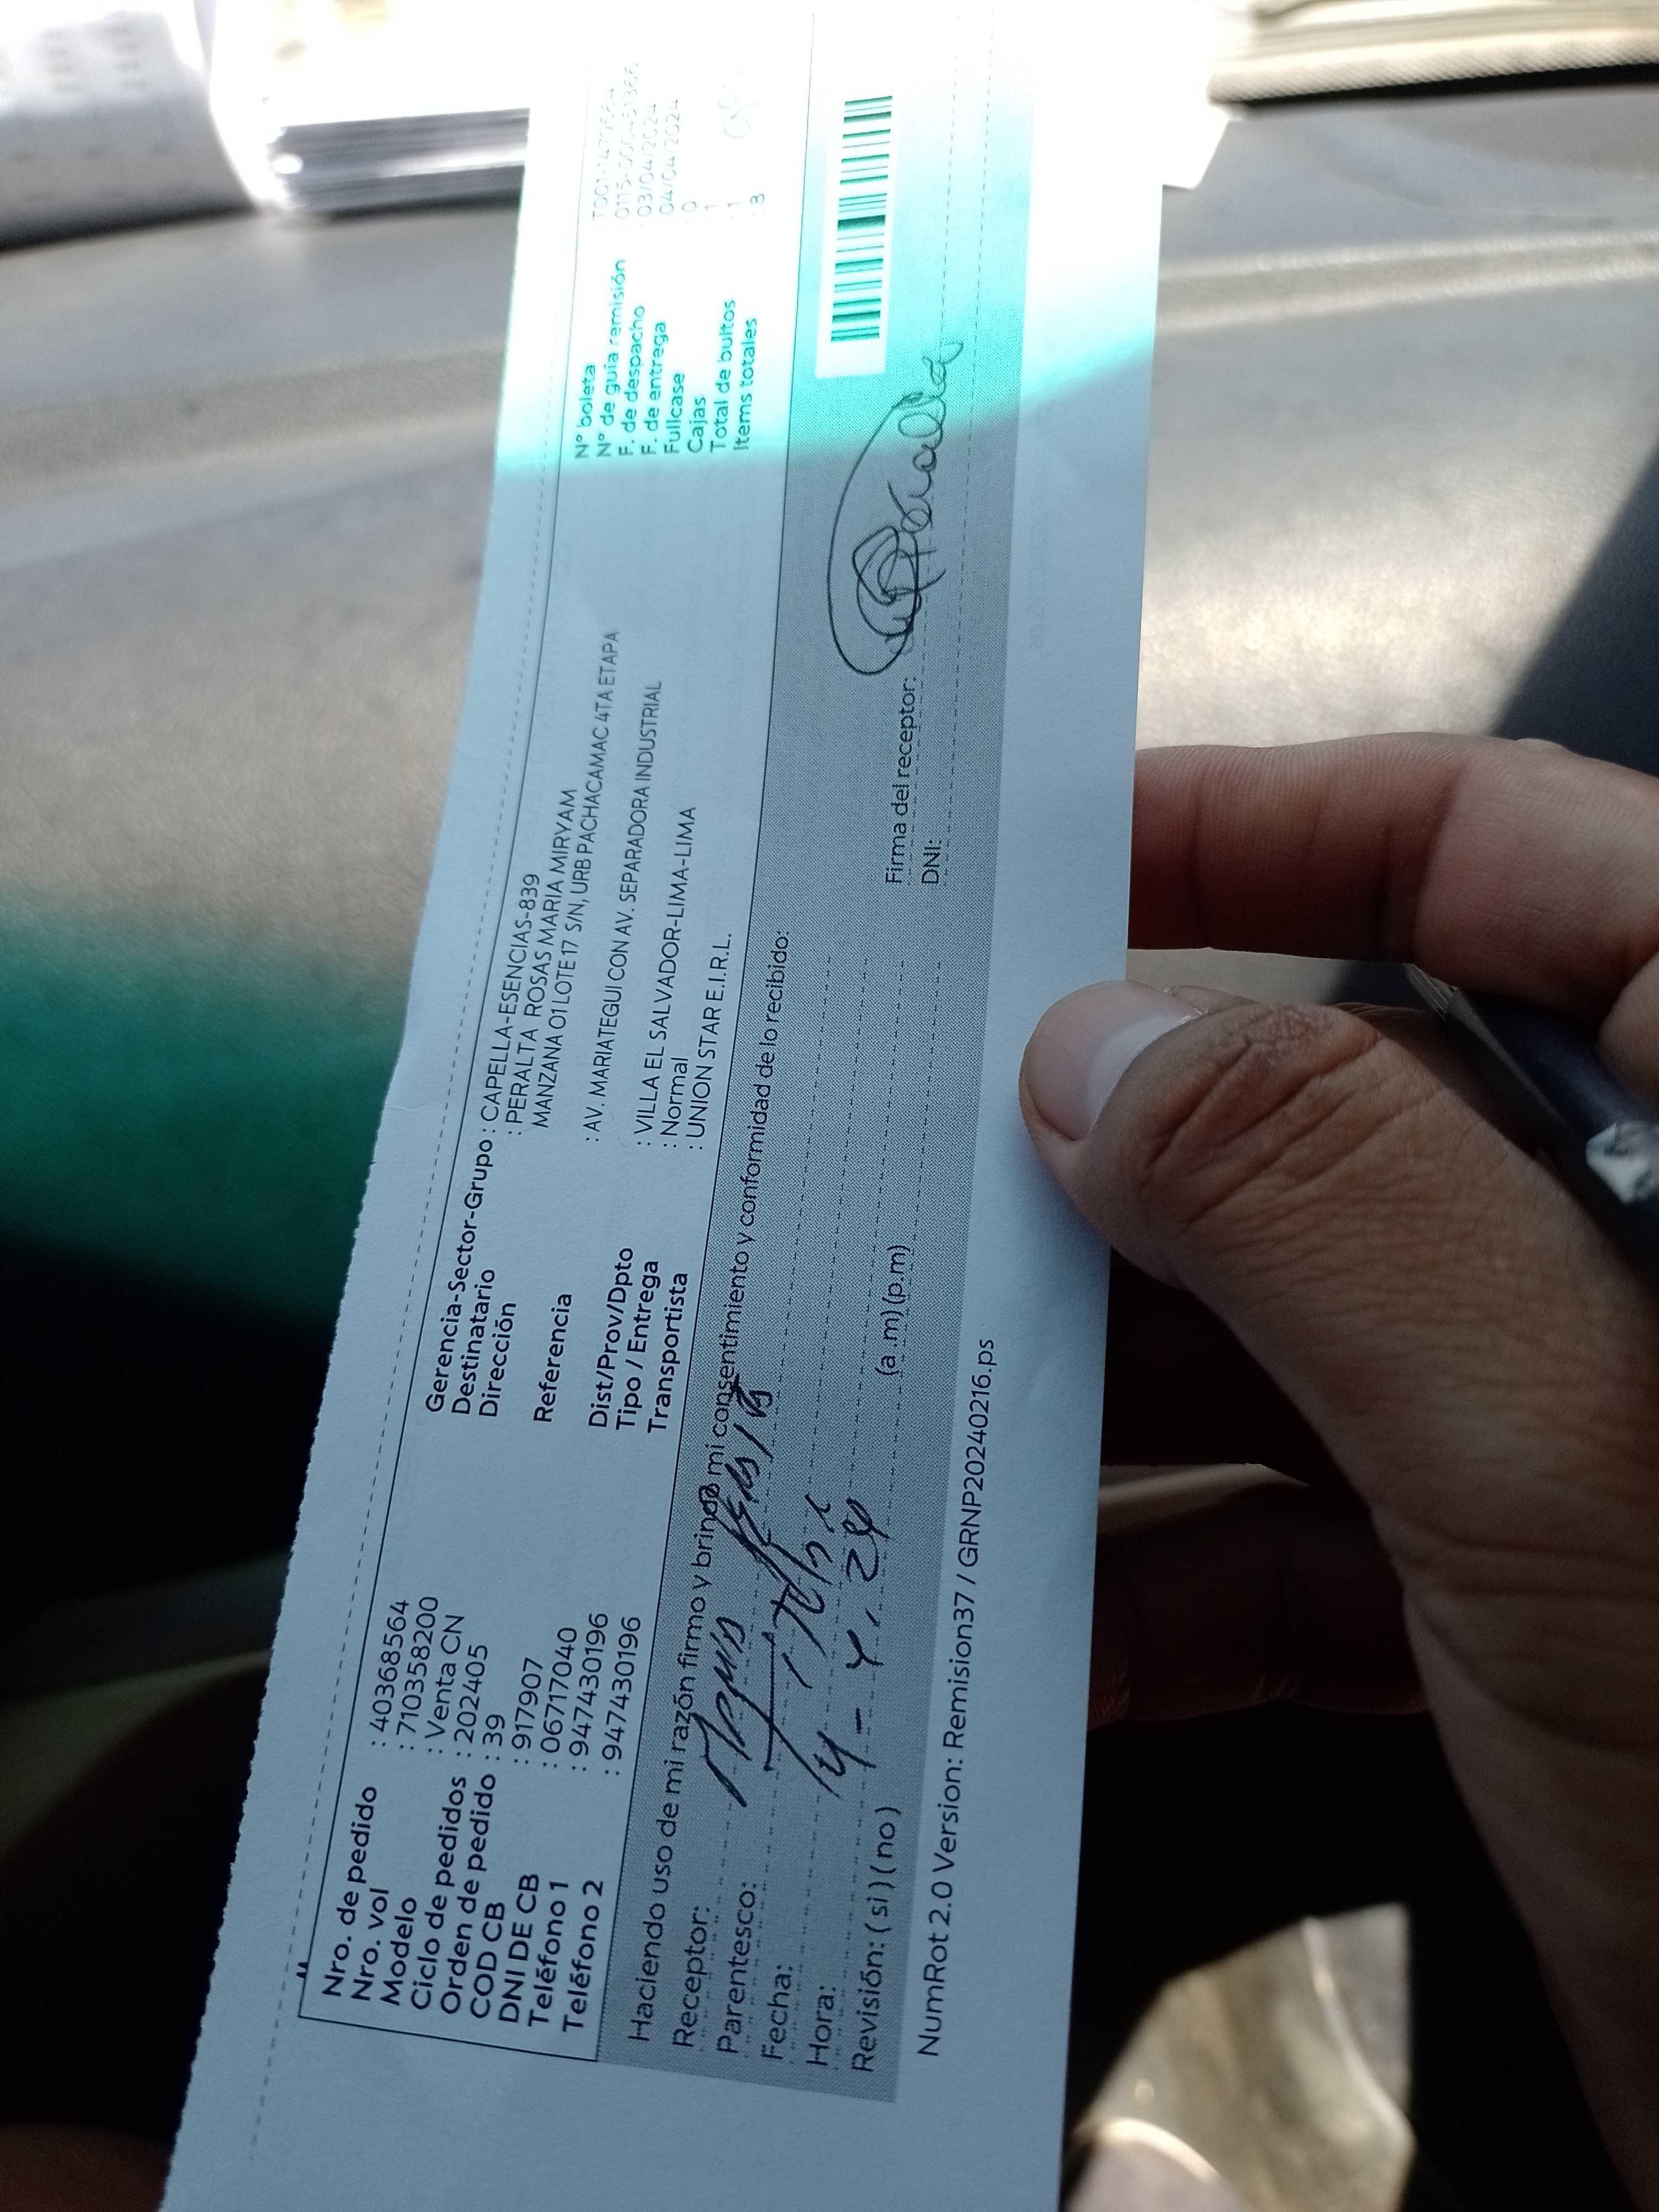 Nro. de pedido : 40368564
Nro. vol : 710358200
Modelo : Venta CN
Ciclo de pedidos : 202405
Orden de pedido : 39
COD CB : 917907
DNI DE CB : 06717040
Teléfono 1 : 947430196
Teléfono 2 : 947430196
Gerencia-Sector-Grupo : CAPELLA-ESENCIAS-839
Destinatario : PERALTA ROSAS MARIA MIRYAM
Dirección MANZANA 01 LOTE 17 S/N, URB PACHACAMAC 4TA ETAPA
Referencia : AV. MARIATEGUI CON AV. SEPARADORA INDUSTRIAL
Dist/Prov/Dpto : VILLA EL SALVADOR-LIMA-LIMA
Tipo / Entrega : Normal
Transportista : UNION STAR E.I.R.L.
N° boleta
N° de guía remisión
F. de despacho : 03/04/2024
F. de entrega : 04/04/2024
Fullcase : 0
Cajas : 1
Total de bultos : 1
Items totales : 8
Haciendo uso de mi razón firmo y brindo mi consentimiento y conformidad de lo recibido:
Receptor:
Parentesco:
Fecha:
Hora: (a.m) (p.m)
Revisión: ( si ) ( no )
Firma del receptor:
DNI:
NumRot 2.0 Version: Remision37 / GRNP20240216.ps